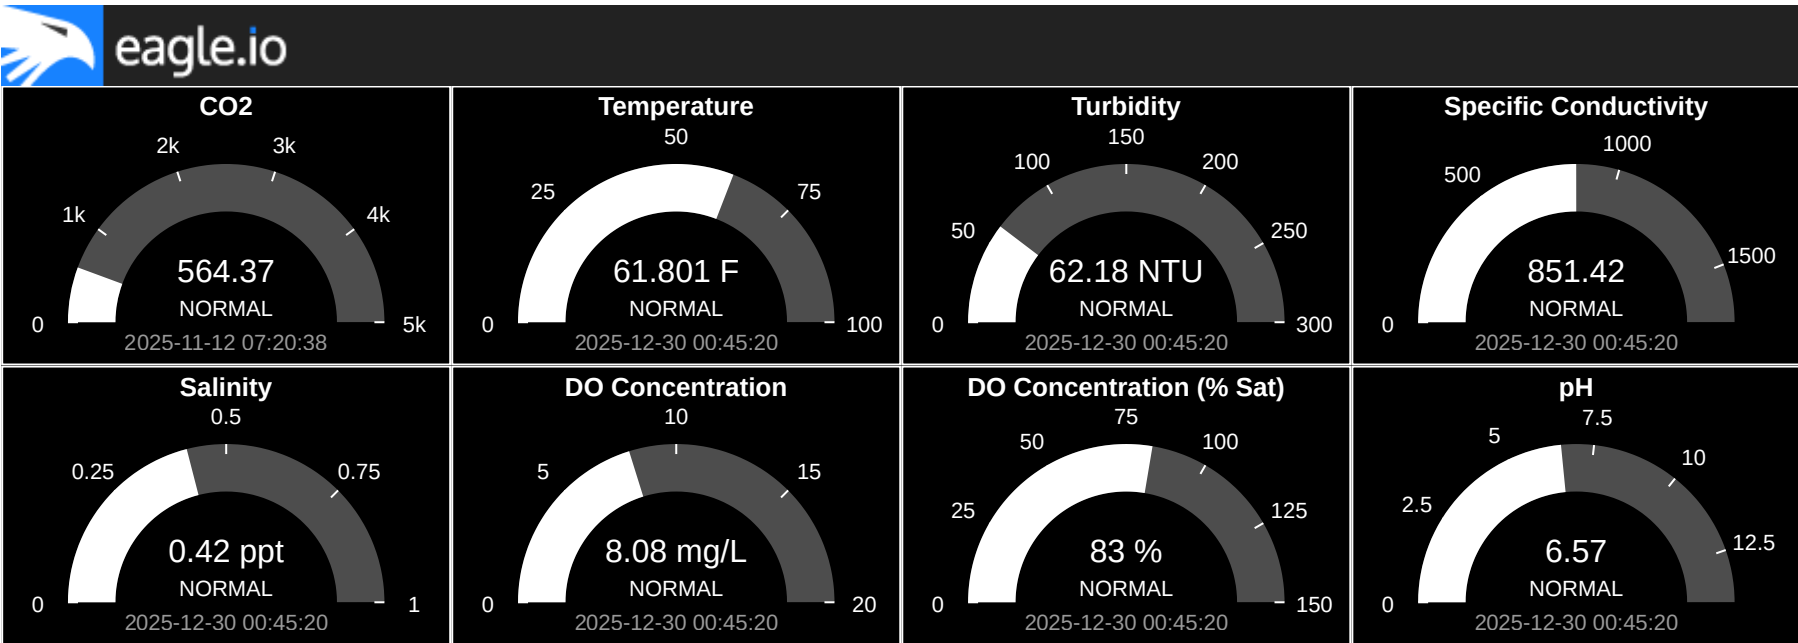 eagle.io
CO2
2k 3k
1k 4k
564.37
NORMAL
0 5k
2025-11-12 07:20:38
Temperature
50
25 75
61.801 F
NORMAL
0 100
2025-12-30 00:45:20
Turbidity
150
100 200
50 250
62.18 NTU
NORMAL
0 300
2025-12-30 00:45:20
Specific Conductivity
1000
500
1500
851.42
NORMAL
0
2025-12-30 00:45:20
Salinity
0.5
0.25 0.75
0.42 ppt
NORMAL
0 1
2025-12-30 00:45:20
DO Concentration
10
5 15
8.08 mg/L
NORMAL
0 20
2025-12-30 00:45:20
DO Concentration (% Sat)
75
50 100
25 125
83 %
NORMAL
0 150
2025-12-30 00:45:20
pH
7.5
5
10
2.5
12.5
6.57
NORMAL
0
2025-12-30 00:45:20